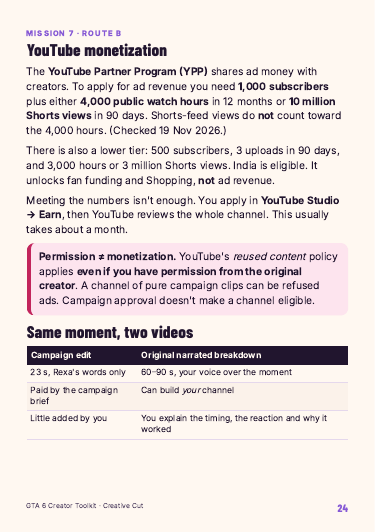 MISSION 7 · ROUTE B
YouTube monetization
The YouTube Partner Program (YPP) shares ad money with
creators. To apply for ad revenue you need 1,000 subscribers
plus either 4,000 public watch hours in 12 months or 10 million
Shorts views in 90 days. Shorts-feed views do not count toward
the 4,000 hours. (Checked 19 Nov 2026.)
There is also a lower tier: 500 subscribers, 3 uploads in 90 days,
and 3,000 hours or 3 million Shorts views. India is eligible. It
unlocks fan funding and Shopping, not ad revenue.
Meeting the numbers isn't enough. You apply in YouTube Studio
→ Earn, then YouTube reviews the whole channel. This usually
takes about a month.
Permission ≠ monetization. YouTube's reused content policy
applies even if you have permission from the original
creator. A channel of pure campaign clips can be refused
ads. Campaign approval doesn't make a channel eligible.
Same moment, two videos
Campaign edit Original narrated breakdown
23 s, Rexa's words only 60–90 s, your voice over the moment
Paid by the campaign Can build your channel
brief
Little added by you You explain the timing, the reaction and why it
worked
GTA 6 Creator Toolkit · Creative Cut 24